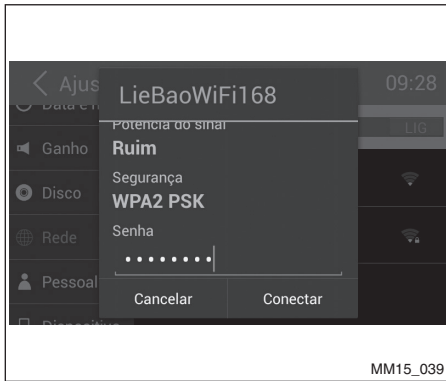 Ajus
09:28
LieBaoWiFi168
LIG
Potência do sinal
Ruim
Ganho
Segurança
WPA2 PSK
Disco
Rede
Senha
••••••••
Pessoal
Cancelar
Conectar
MM15_039